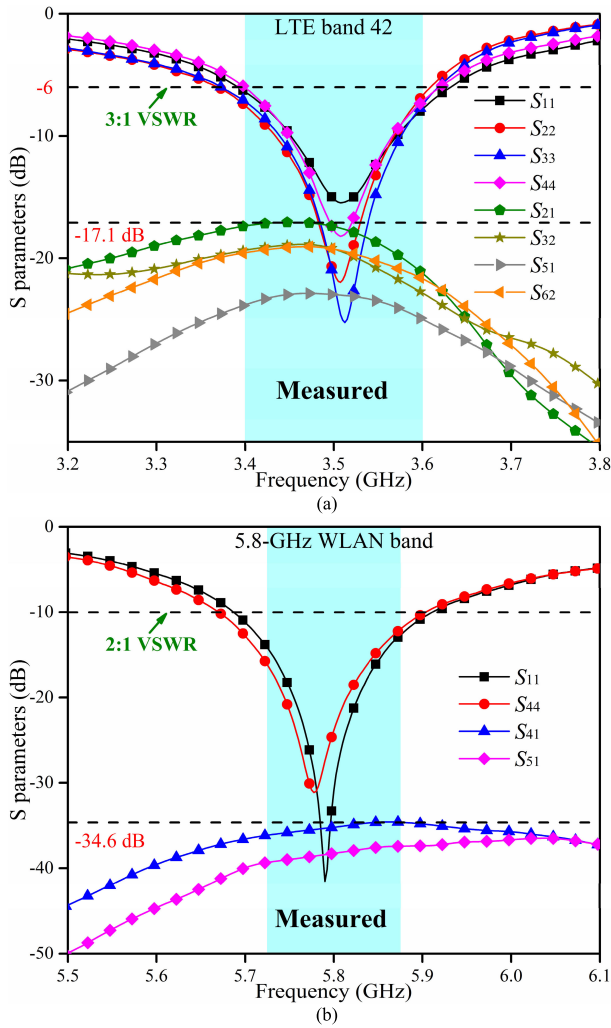 0
LTE band 42
-6
3:1 VSWR
-10
S11
S22
S33
S44
S21
S32
S51
S62
-17.1 dB
-20
-30
Measured
S parameters (dB)
3.2
3.3
3.4
3.5
3.6
3.7
3.8
Frequency (GHz)
(a)
0
5.8-GHz WLAN band
-10
2:1 VSWR
-20
S11
S44
S41
S51
-30
-34.6 dB
-40
Measured
-50
S parameters (dB)
5.5
5.6
5.7
5.8
5.9
6.0
6.1
Frequency (GHz)
(b)